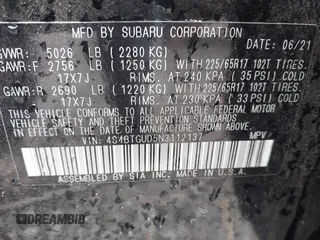 MFD.BY SUBARU CORPORATION DATE: 06/21
GVWR: 5026 LB (2280 KG)
GAWR:F 2756 LB (1250 KG) WITH 225/65R17 102T TIRES,
17X7J RIMS, AT 240 KPA (35 PSI) COLD
GAWR:R 2690 LB (1220 KG) WITH 225/65R17 102T TIRES,
17X7J RIMS, AT 230 KPA (33 PSI) COLD
THIS VEHICLE CONFORMS TO ALL APPLICABLE FEDERAL MOTOR
VEHICLE SAFETY STANDARDS IN EFFECT ON THE DATE OF
MANUFACTURE SHOWN ABOVE.
VIN: 4S4BTGUD5N3112137 MPV
ASSEMBLED BY SIA INC. MADE IN U.S.A.
DREAMBID